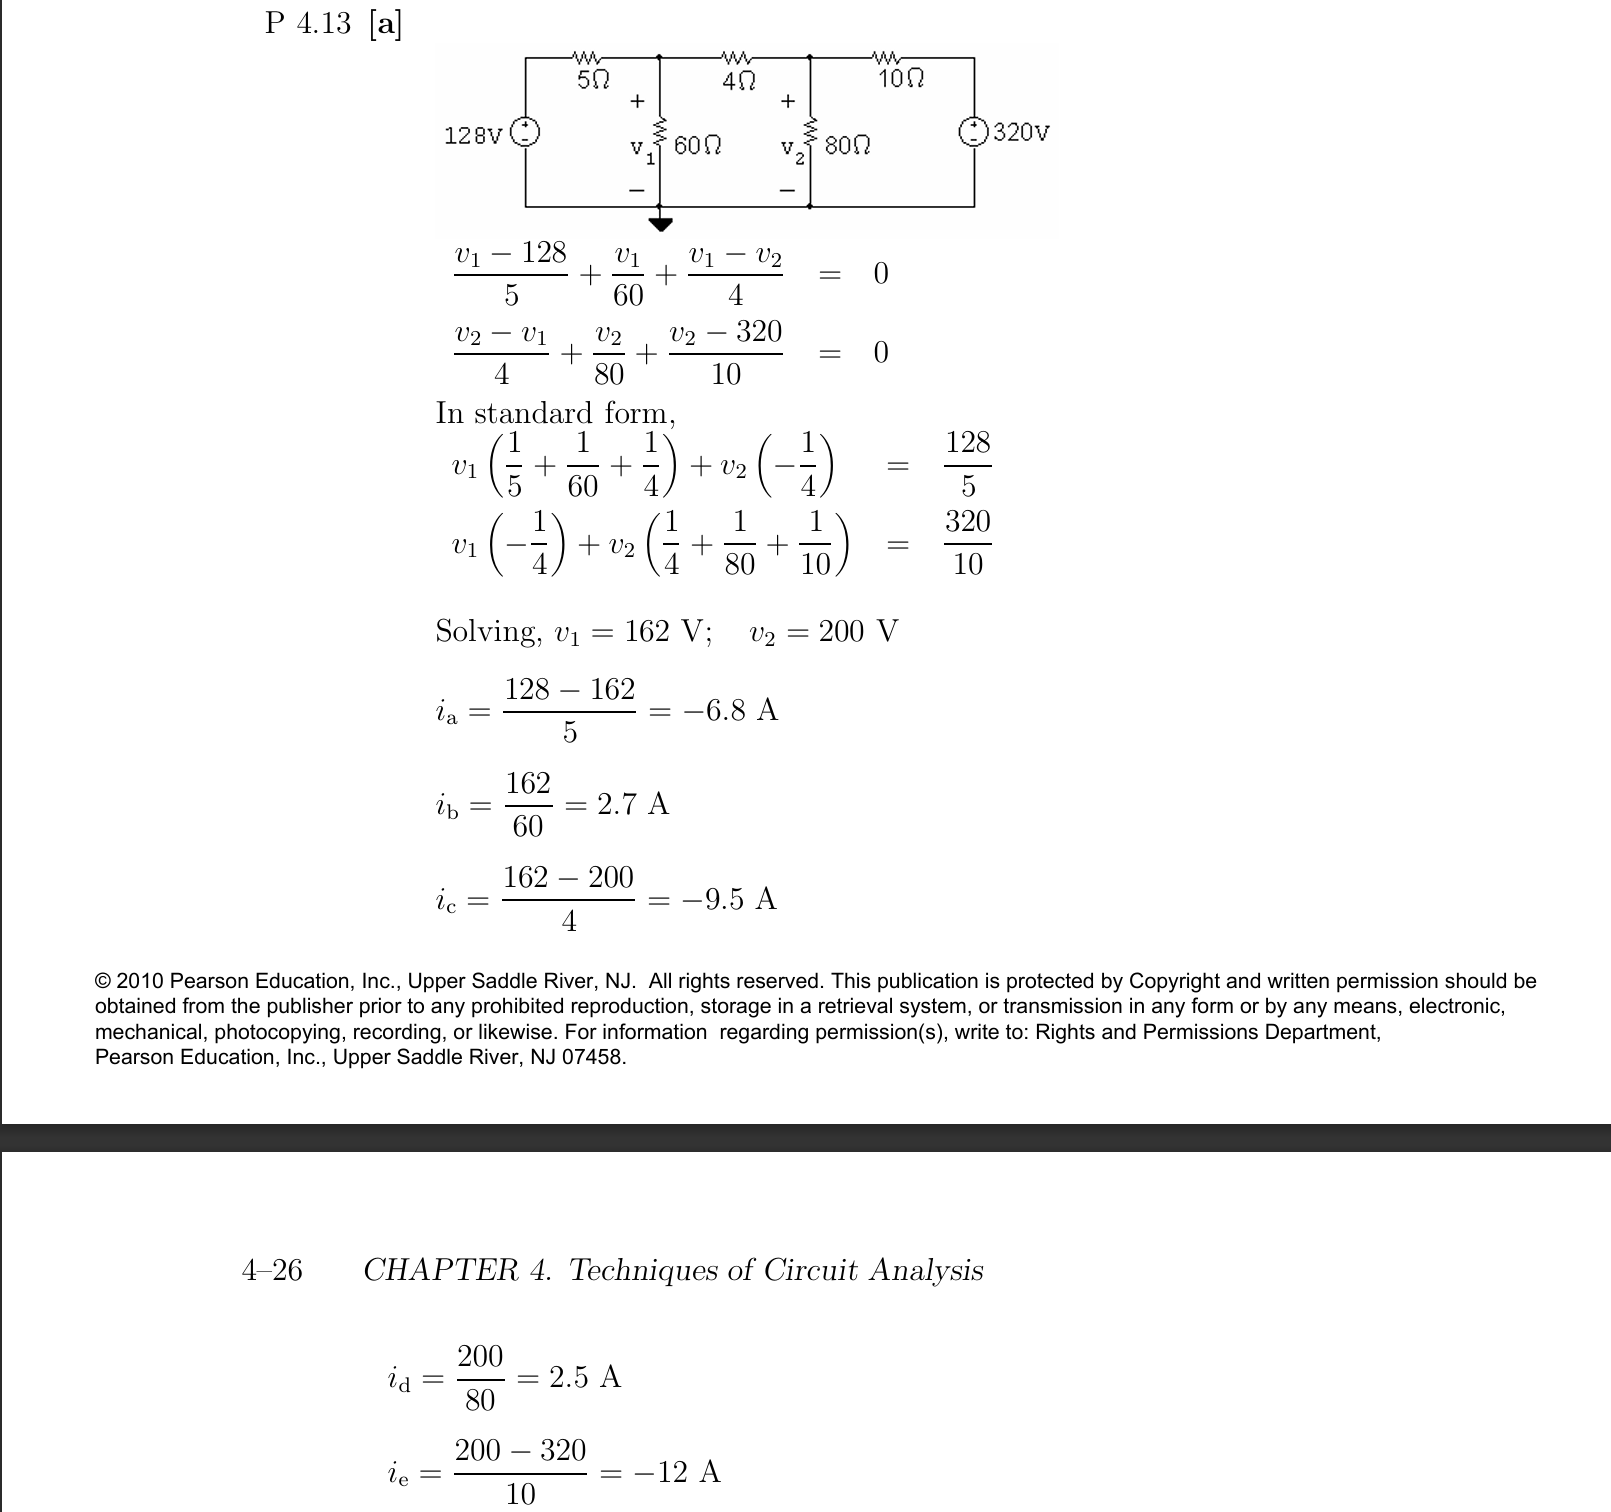 P 4.13 [a]
5Ω 4Ω 10Ω
+ +
128V v1 60Ω v2 80Ω 320V
− −
(v1 − 128)/5 + v1/60 + (v1 − v2)/4 = 0
(v2 − v1)/4 + v2/80 + (v2 − 320)/10 = 0
In standard form,
v1 (1/5 + 1/60 + 1/4) + v2 (−1/4) = 128/5
v1 (−1/4) + v2 (1/4 + 1/80 + 1/10) = 320/10
Solving, v1 = 162 V; v2 = 200 V
ia = (128 − 162)/5 = −6.8 A
ib = 162/60 = 2.7 A
ic = (162 − 200)/4 = −9.5 A
© 2010 Pearson Education, Inc., Upper Saddle River, NJ. All rights reserved. This publication is protected by Copyright and written permission should be
obtained from the publisher prior to any prohibited reproduction, storage in a retrieval system, or transmission in any form or by any means, electronic,
mechanical, photocopying, recording, or likewise. For information regarding permission(s), write to: Rights and Permissions Department,
Pearson Education, Inc., Upper Saddle River, NJ 07458.
4–26 CHAPTER 4. Techniques of Circuit Analysis
id = 200/80 = 2.5 A
ie = (200 − 320)/10 = −12 A